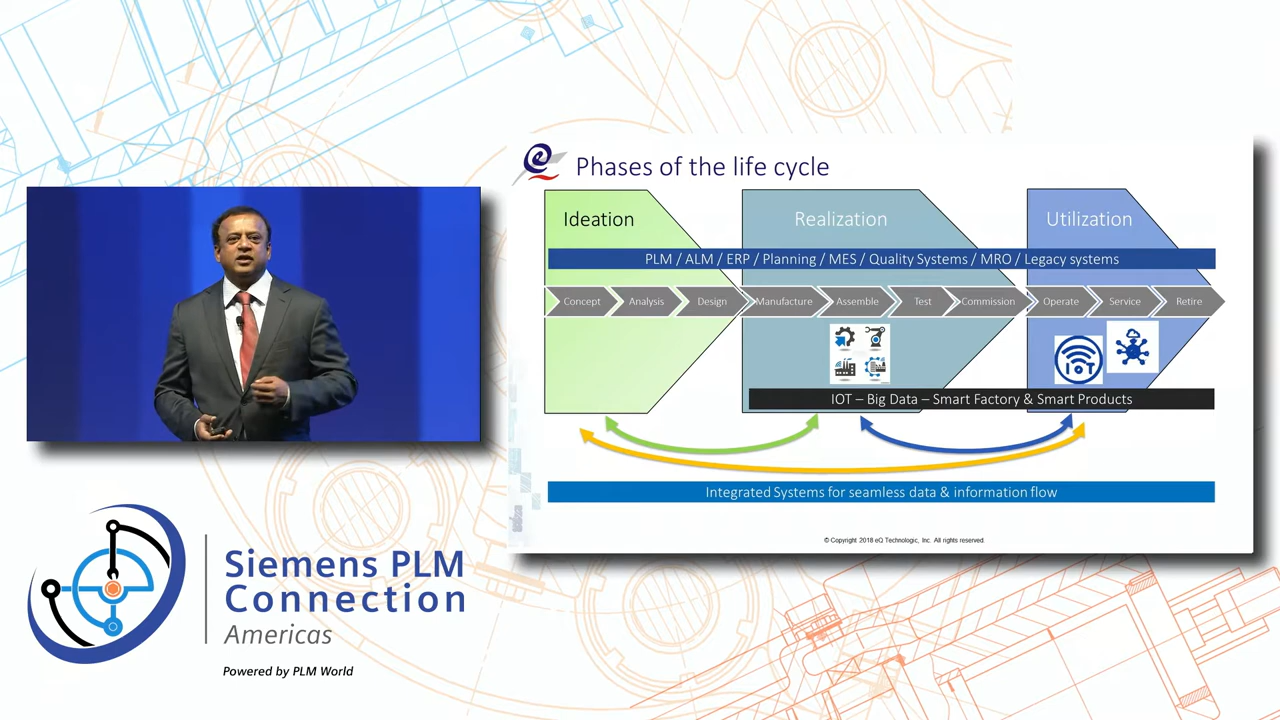 Phases of the life cycle
Ideation
Realization
Utilization
PLM / ALM / ERP / Planning / MES / Quality Systems / MRO / Legacy systems
Concept
Analysis
Design
Manufacture
Assemble
Test
Commission
Operate
Service
Retire
IOT
IOT – Big Data – Smart Factory & Smart Products
Integrated Systems for seamless data & information flow
© Copyright 2018 eQ Technologic, Inc. All rights reserved.
Siemens PLM
Connection
Americas
Powered by PLM World